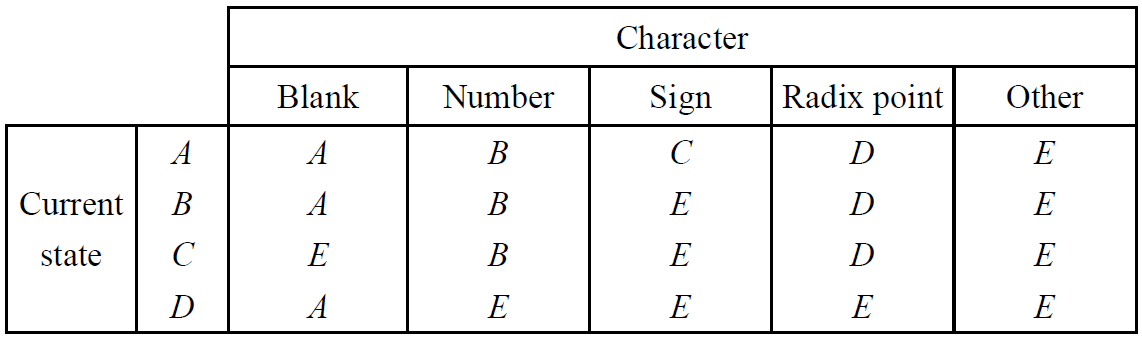 Character
Blank Number Sign Radix point Other
Current state
A A B C D E
B A B E D E
C E B E D E
D A E E E E